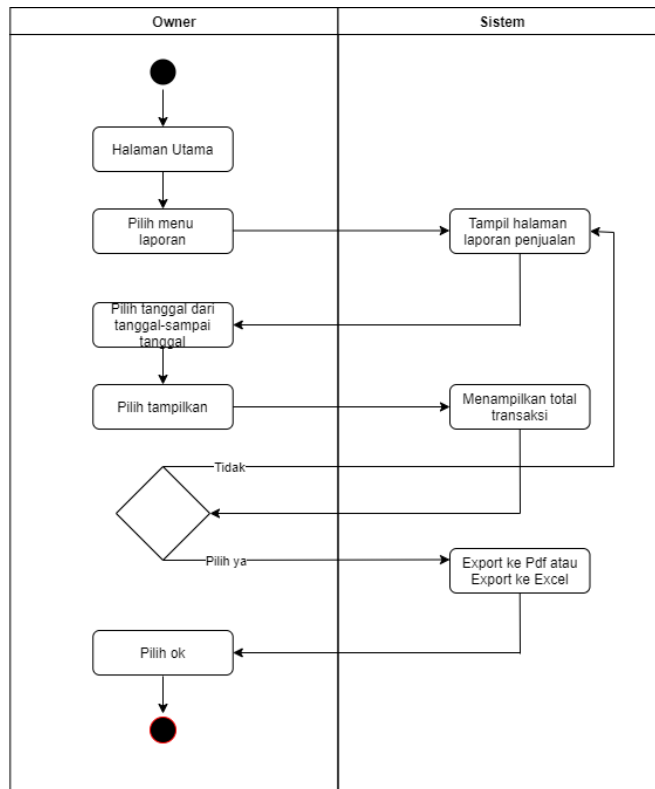 Owner
Sistem
Halaman Utama
Pilih menu
laporan
Tampil halaman
laporan penjualan
Pilih tanggal dari
tanggal-sampai
tanggal
Pilih tampilkan
Menampilkan total
transaksi
Tidak
Pilih ya
Export ke Pdf atau
Export ke Excel
Pilih ok